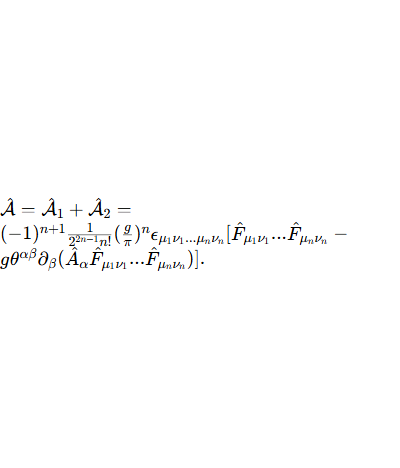 $\hat{\mathcal{A}} = \hat{\mathcal{A}}_1 + \hat{\mathcal{A}}_2 =$
$(-1)^{n+1} \frac{1}{2^{2n-1} n!} (\frac{g}{\pi})^n \epsilon_{\mu_1 \nu_1 \ldots \mu_n \nu_n} [\hat{F}_{\mu_1 \nu_1} \ldots \hat{F}_{\mu_n \nu_n} -$
$g \theta^{\alpha\beta} \partial_\beta (\hat{A}_\alpha \hat{F}_{\mu_1 \nu_1} \ldots \hat{F}_{\mu_n \nu_n})].$